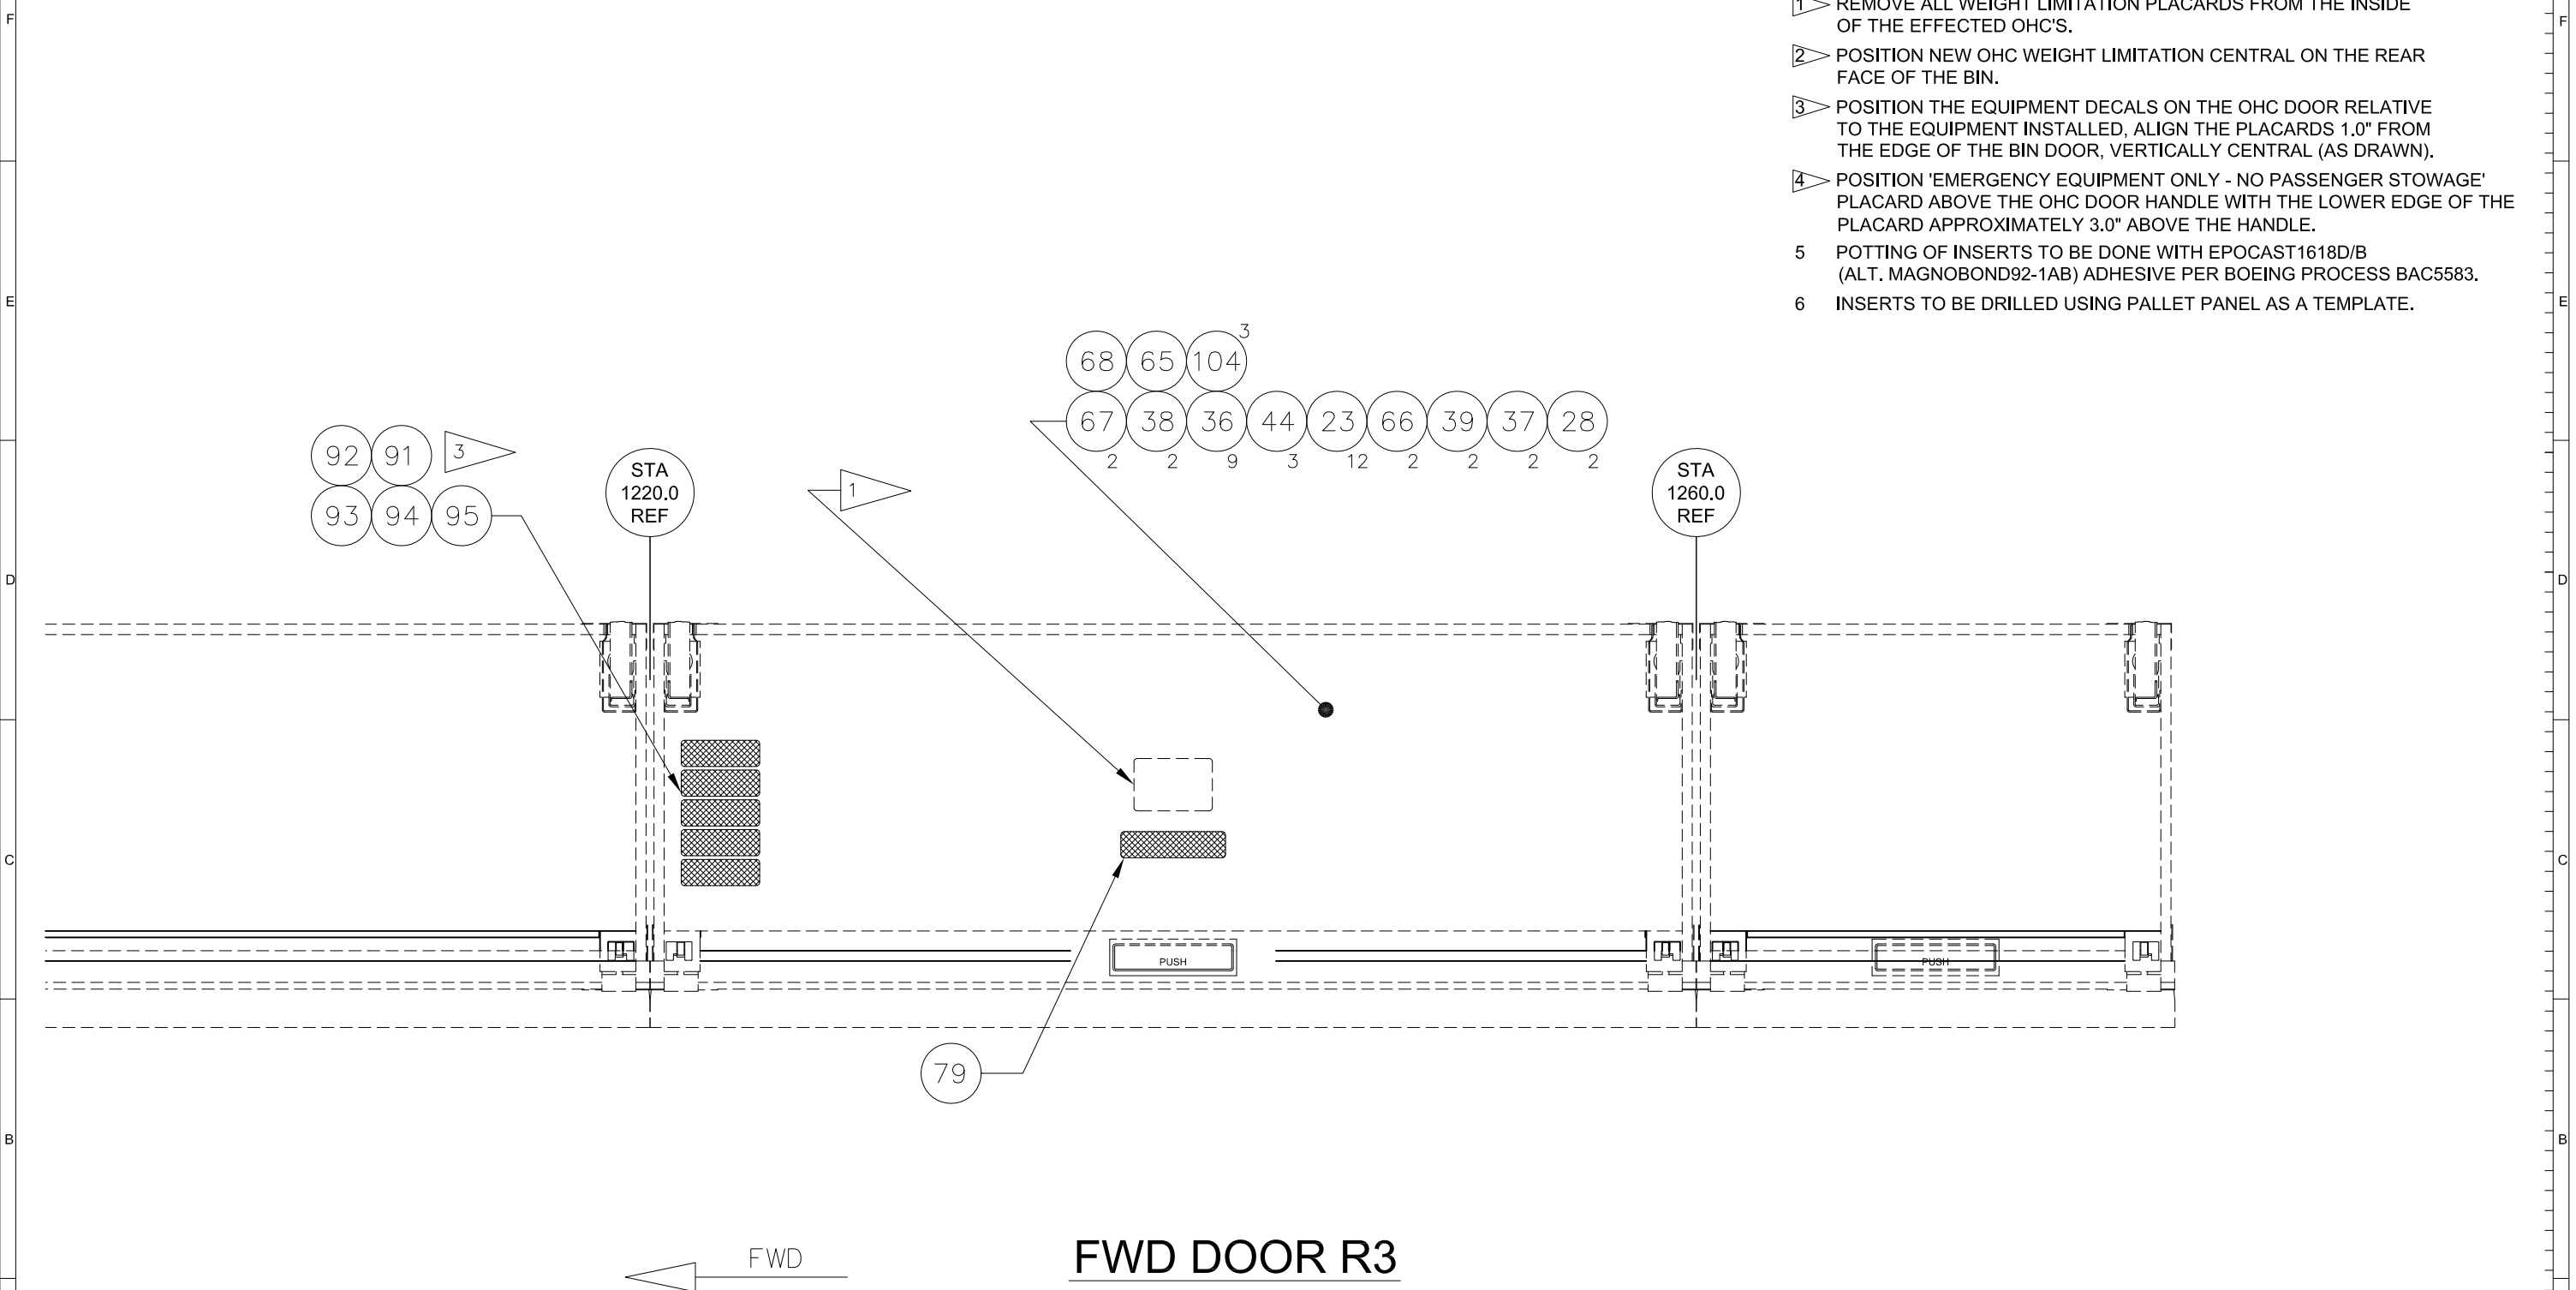 F
F
1 REMOVE ALL WEIGHT LIMITATION PLACARDS FROM THE INSIDE
OF THE EFFECTED OHC'S.
2 POSITION NEW OHC WEIGHT LIMITATION CENTRAL ON THE REAR
FACE OF THE BIN.
3 POSITION THE EQUIPMENT DECALS ON THE OHC DOOR RELATIVE
TO THE EQUIPMENT INSTALLED, ALIGN THE PLACARDS 1.0" FROM
THE EDGE OF THE BIN DOOR, VERTICALLY CENTRAL (AS DRAWN).
4 POSITION 'EMERGENCY EQUIPMENT ONLY - NO PASSENGER STOWAGE'
PLACARD ABOVE THE OHC DOOR HANDLE WITH THE LOWER EDGE OF THE
PLACARD APPROXIMATELY 3.0" ABOVE THE HANDLE.
5 POTTING OF INSERTS TO BE DONE WITH EPOCAST1618D/B
(ALT. MAGNOBOND92-1AB) ADHESIVE PER BOEING PROCESS BAC5583.
6 INSERTS TO BE DRILLED USING PALLET PANEL AS A TEMPLATE.
E
E
3
68 65 104
67 38 36 44 23 66 39 37 28
2 2 9 3 12 2 2 2 2
92 91 3
93 94 95
STA
1220.0
REF
1
STA
1260.0
REF
D
D
C
C
PUSH
PUSH
79
B
B
FWD
FWD DOOR R3